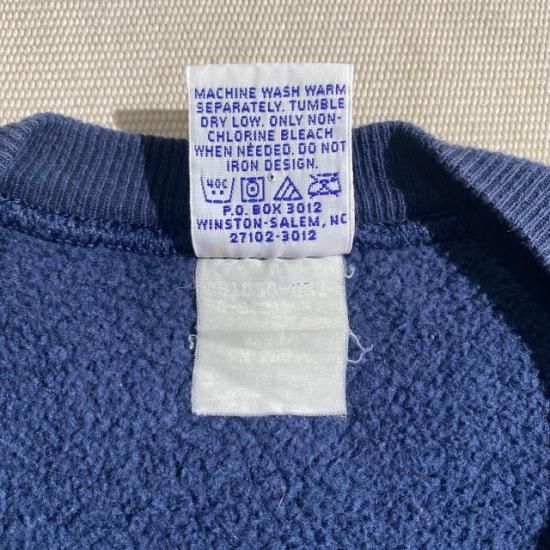 MACHINE WASH WARM
SEPARATELY. TUMBLE
DRY LOW. ONLY NON-
CHLORINE BLEACH
WHEN NEEDED. DO NOT
IRON DESIGN.
40C
P.O. BOX 3012
WINSTON-SALEM, NC
27102-3012